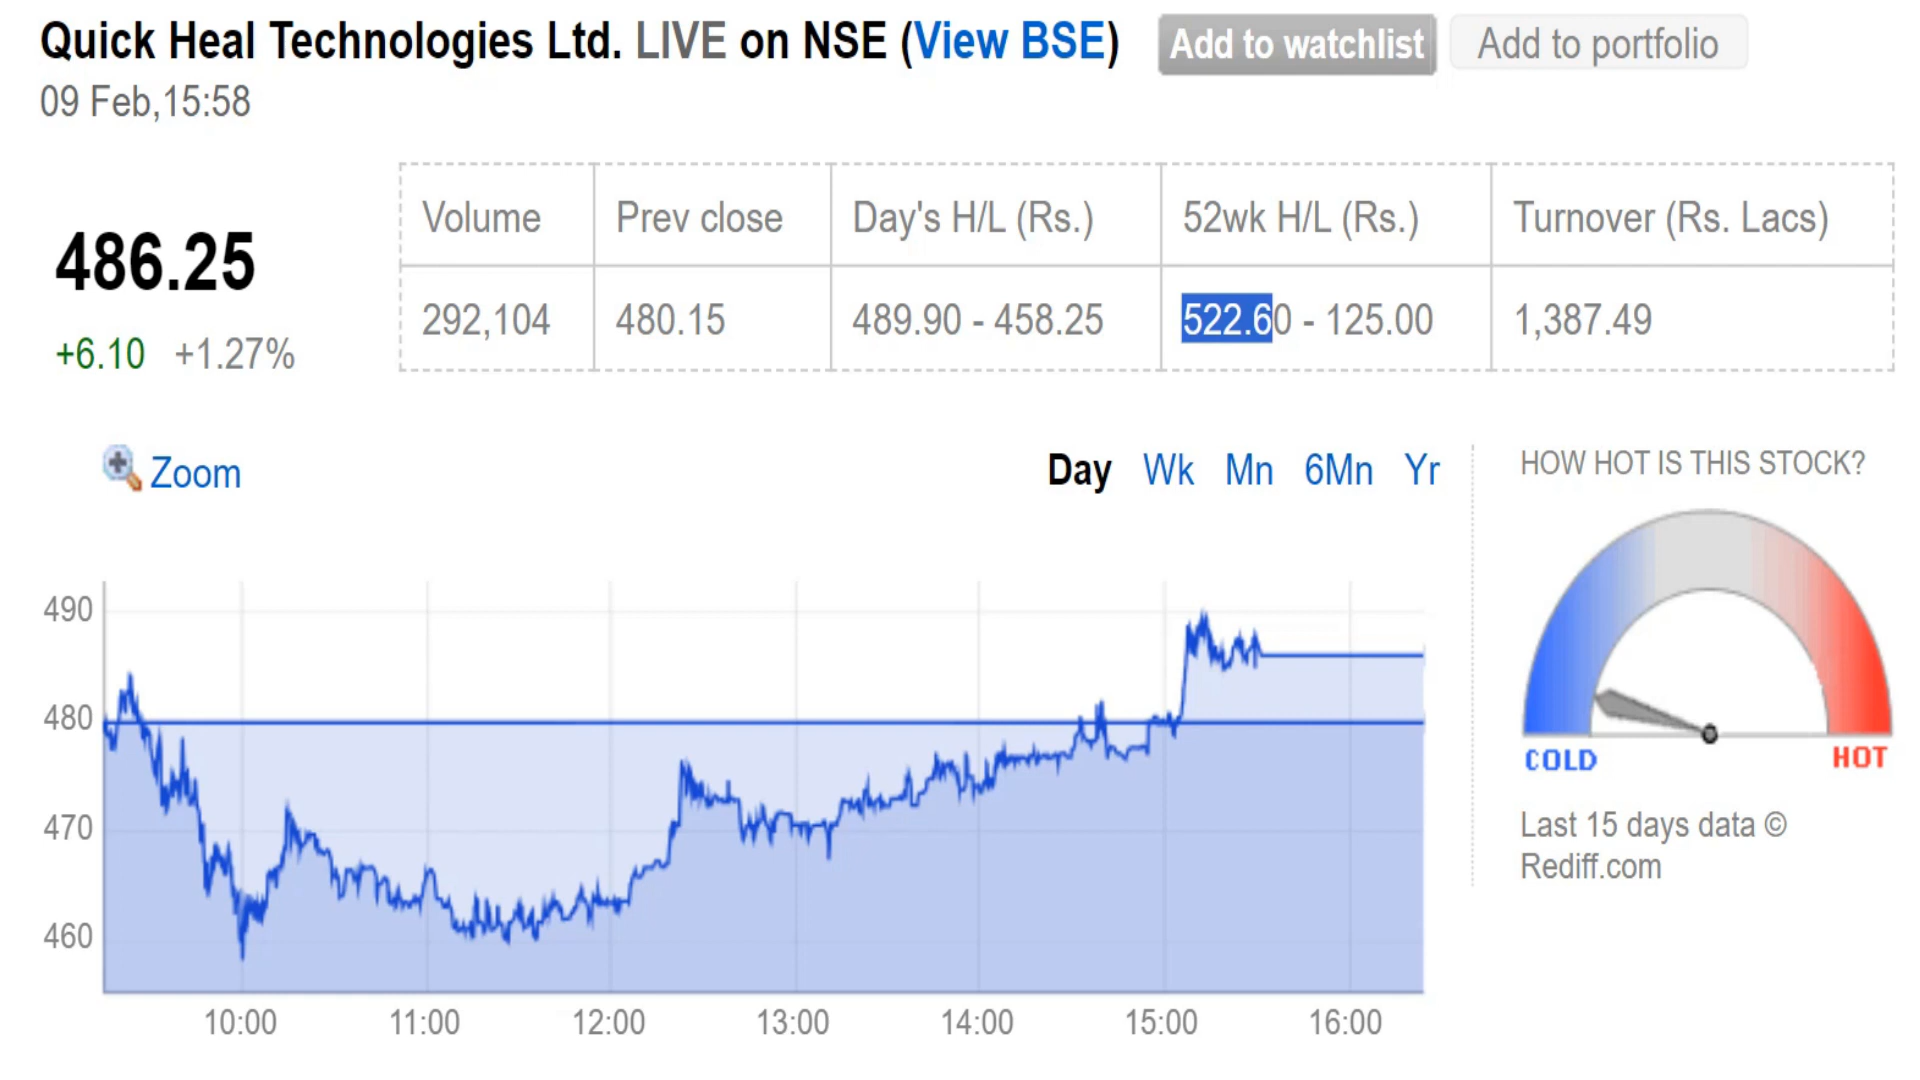 Quick Heal Technologies Ltd. LIVE on NSE (View BSE) Add to watchlist Add to portfolio
09 Feb,15:58
486.25
+6.10 +1.27%
Volume Prev close Day's H/L (Rs.) 52wk H/L (Rs.) Turnover (Rs. Lacs)
292,104 480.15 489.90 - 458.25 522.60 - 125.00 1,387.49
Zoom Day Wk Mn 6Mn Yr
490
480
470
460
10:00 11:00 12:00 13:00 14:00 15:00 16:00
HOW HOT IS THIS STOCK?
COLD HOT
Last 15 days data ©
Rediff.com